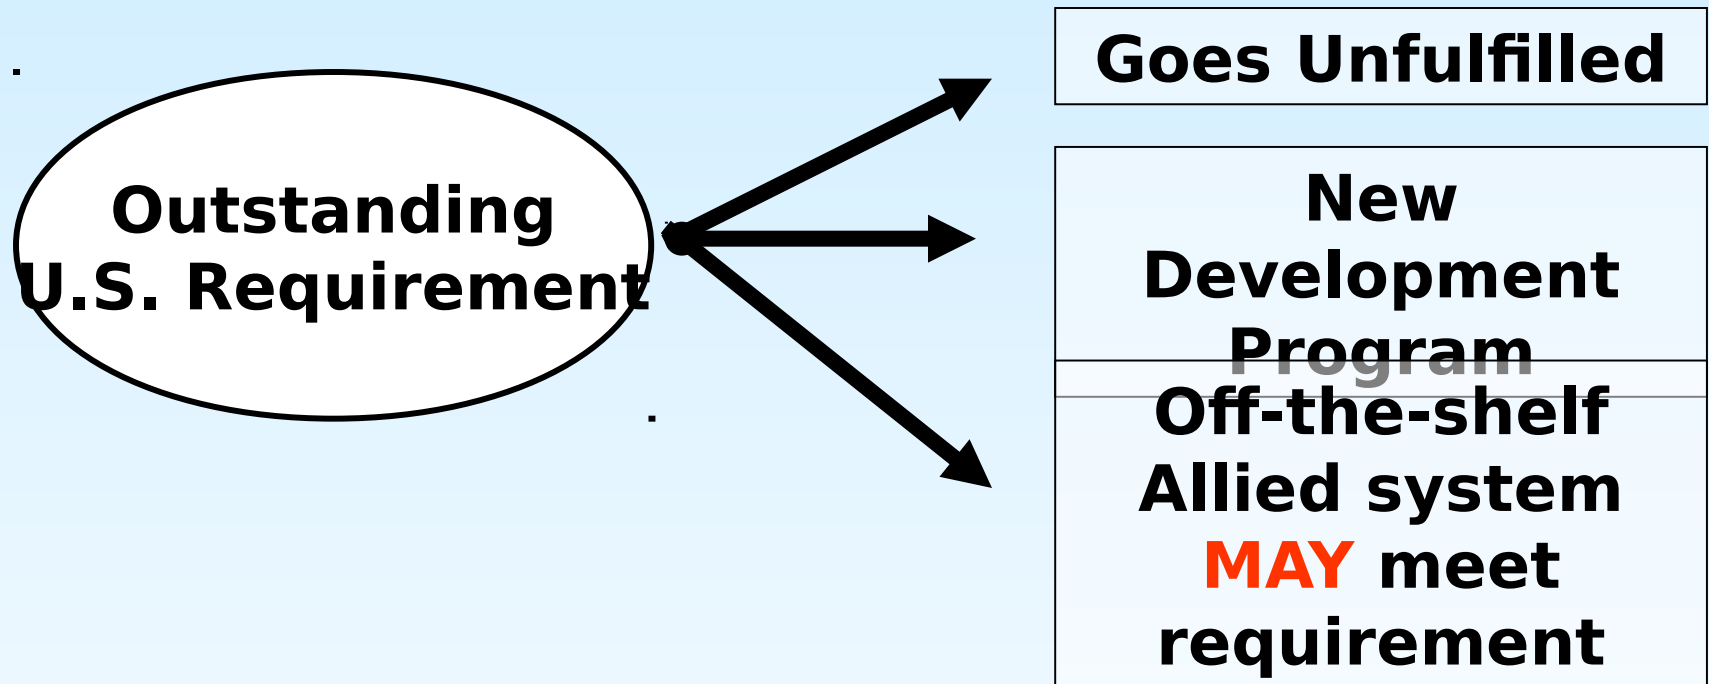 Outstanding
U.S. Requirement
Goes Unfulfilled
New
Development
Program
Off-the-shelf
Allied system
MAY meet
requirement